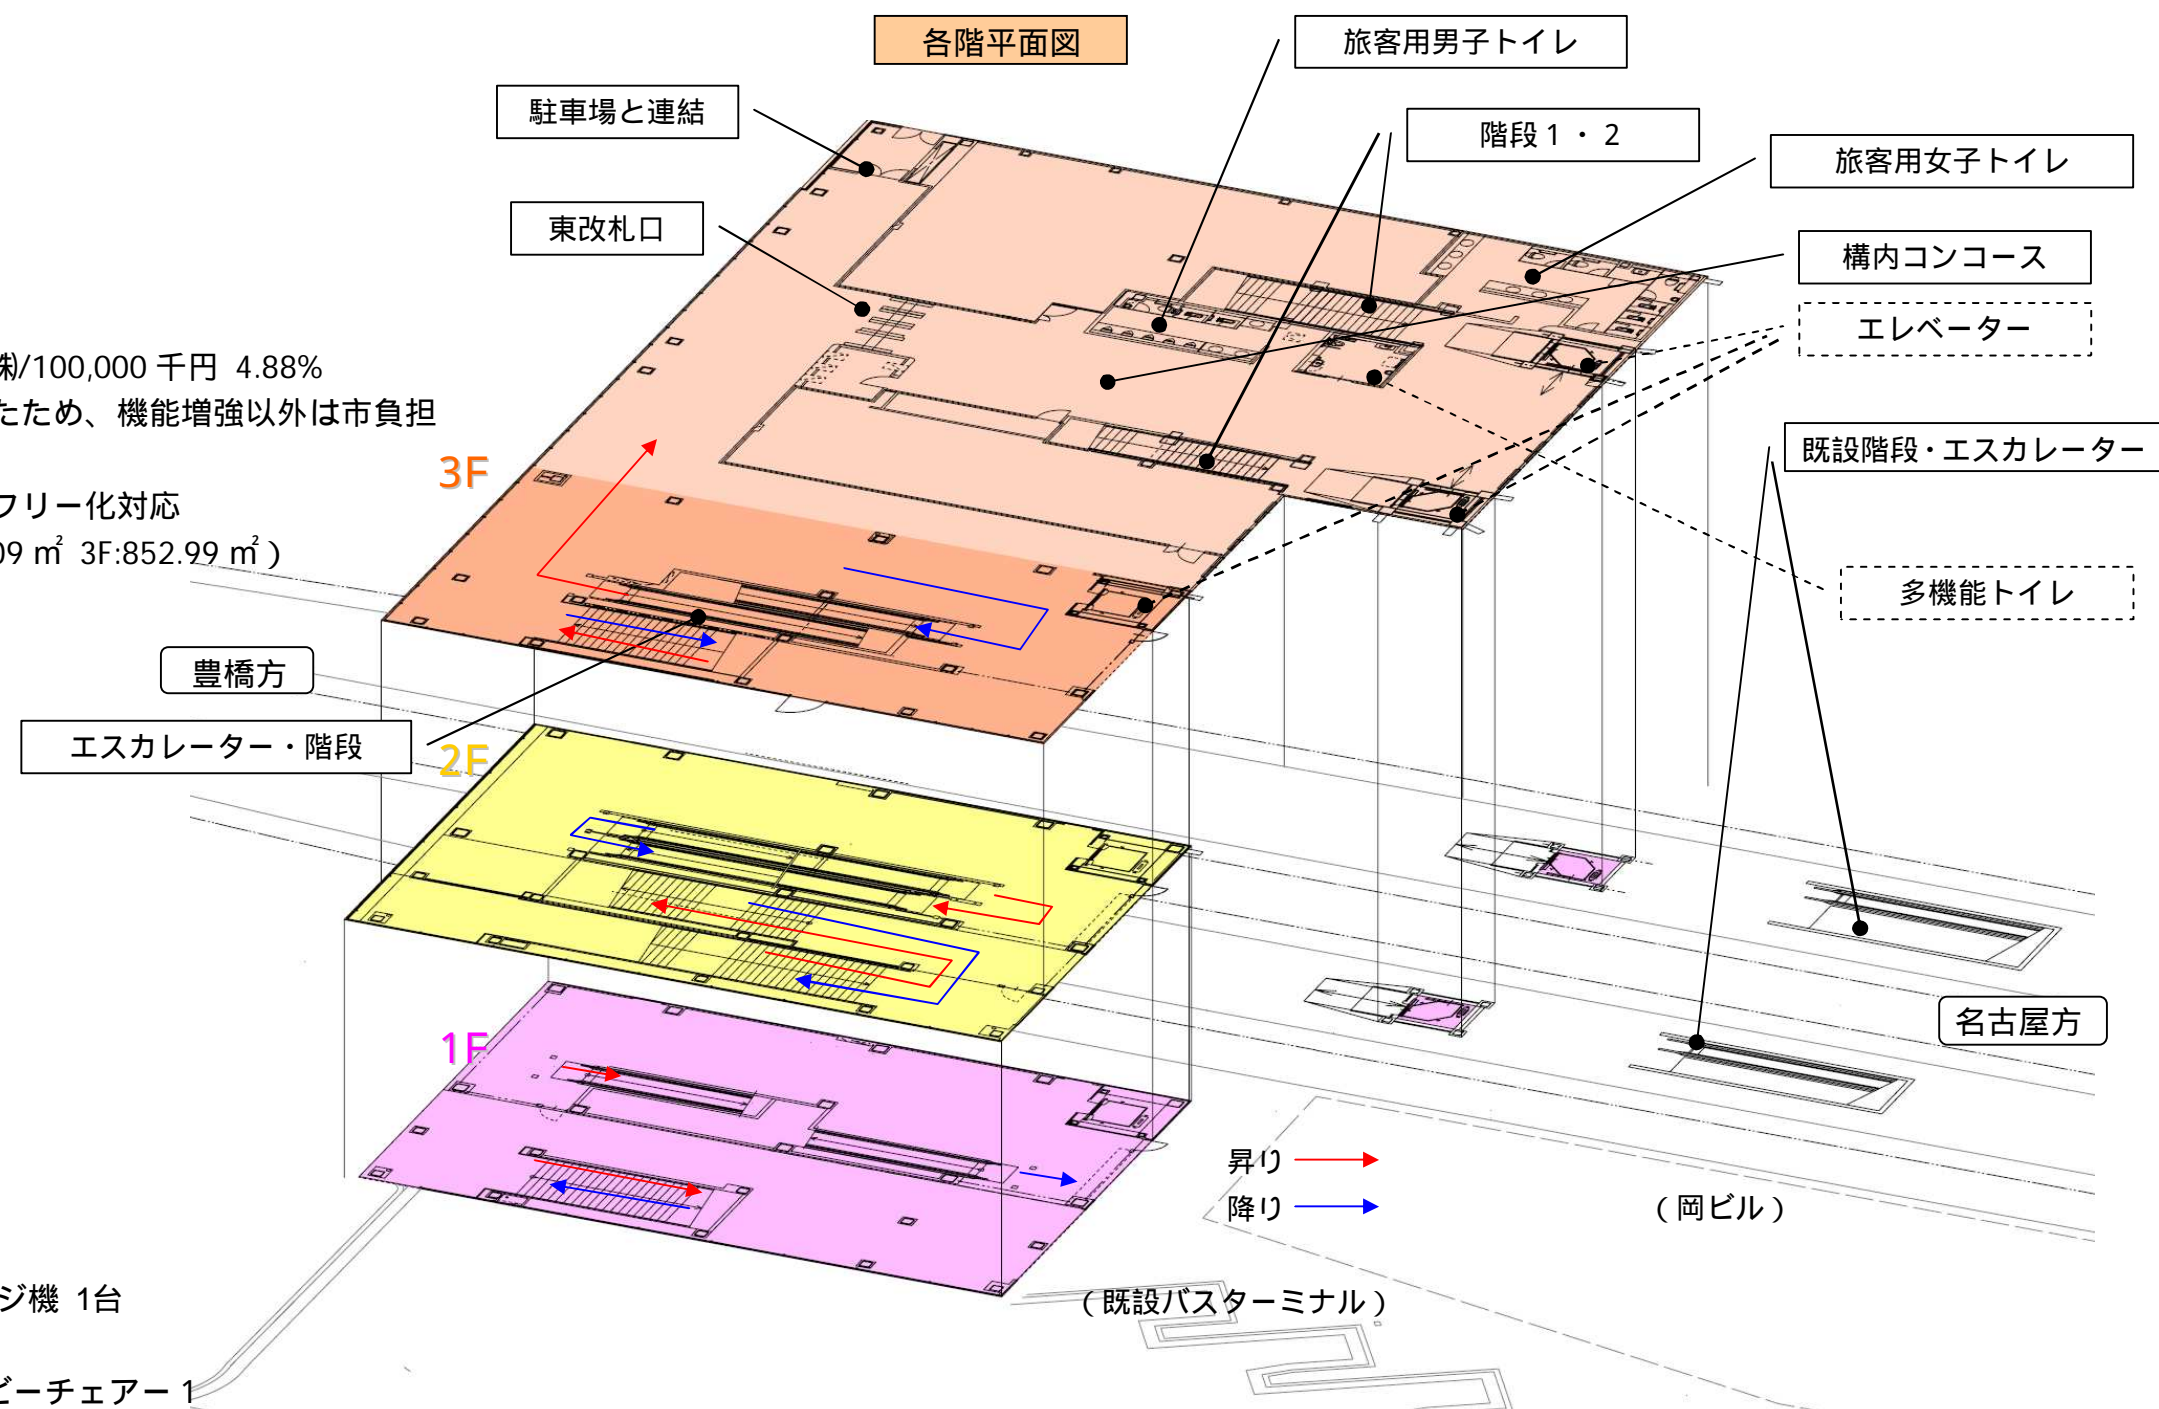 各階平面図
旅客用男子トイレ
駐車場と連結
階段1・2
旅客用女子トイレ
東改札口
構内コンコース
エレベーター
㈱/100,000 千円 4.88%
たため、機能増強以外は市負担
既設階段・エスカレーター
3F
フリー化対応
09 ㎡ 3F:852.99 ㎡)
多機能トイレ
豊橋方
エスカレーター・階段
2F
名古屋方
1F
昇り
降り
(岡ビル)
ジ機 1台
(既設バスターミナル)
ビーチェアー 1